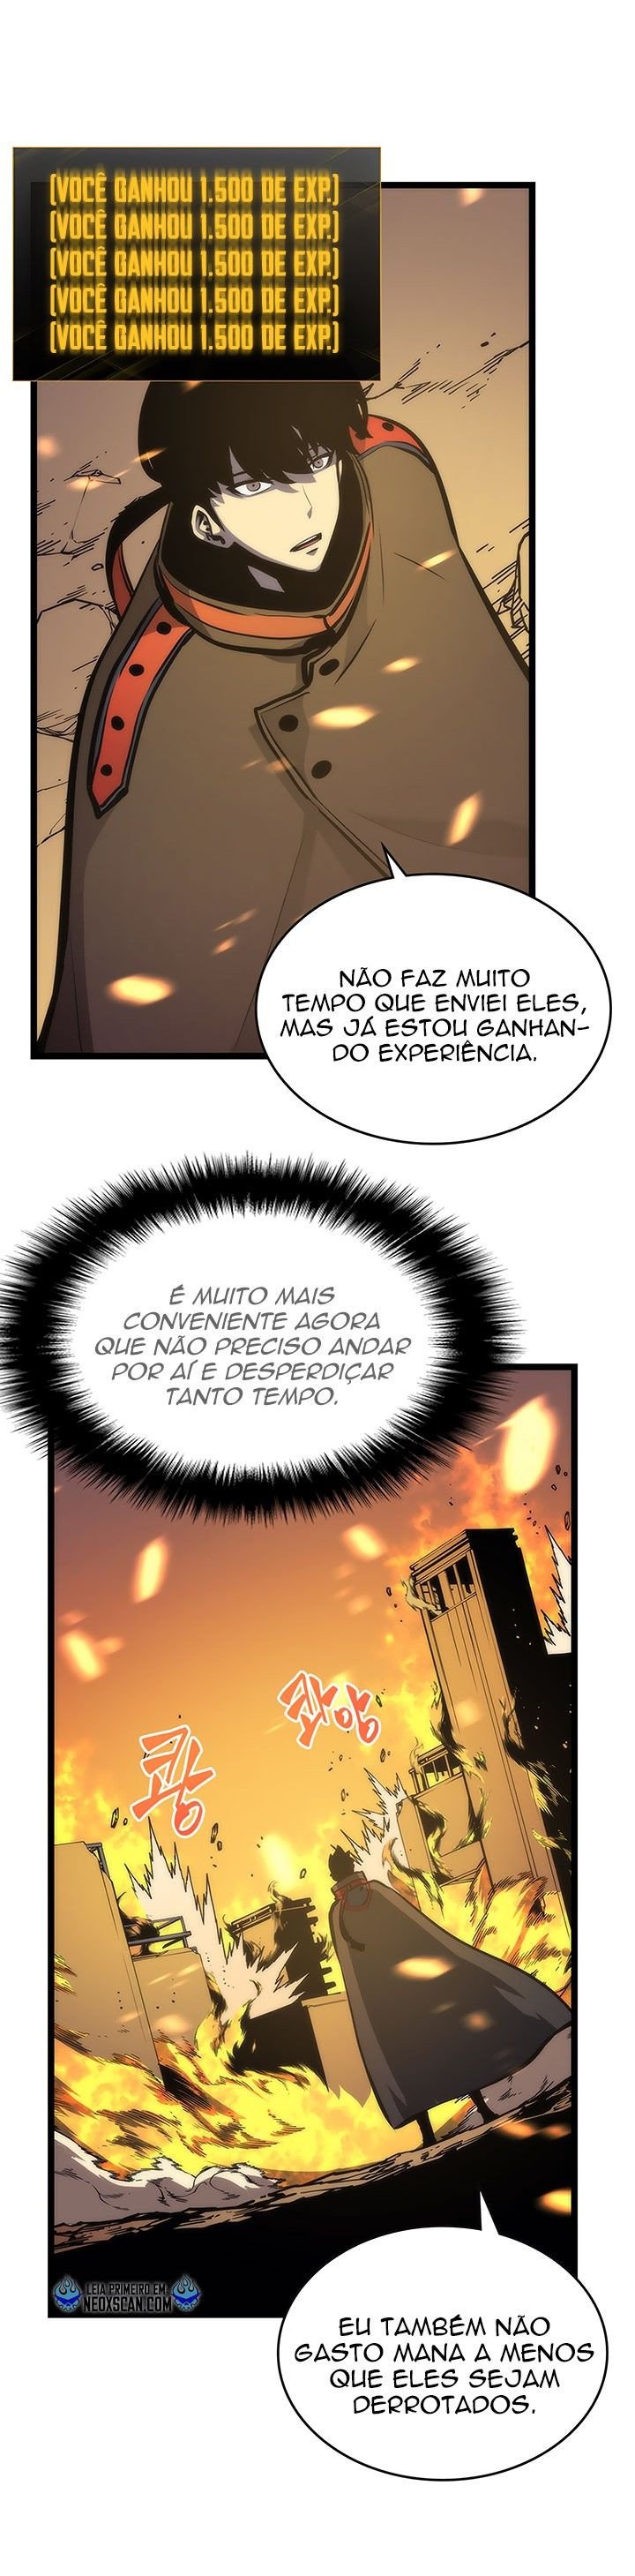 [VOCÊ GANHOU 1.500 DE EXP.]
[VOCÊ GANHOU 1.500 DE EXP.]
[VOCÊ GANHOU 1.500 DE EXP.]
[VOCÊ GANHOU 1.500 DE EXP.]
[VOCÊ GANHOU 1.500 DE EXP.]
NÃO FAZ MUITO
TEMPO QUE ENVIEI ELES,
MAS JÁ ESTOU GANHAN-
DO EXPERIÊNCIA.
É MUITO MAIS
CONVENIENTE AGORA
QUE NÃO PRECISO ANDAR
POR AÍ E DESPERDIÇAR
TANTO TEMPO.
콰앙
쾅
LEIA PRIMEIRO EM
NEOXSCAN.COM
EU TAMBÉM NÃO
GASTO MANA A MENOS
QUE ELES SEJAM
DERROTADOS.